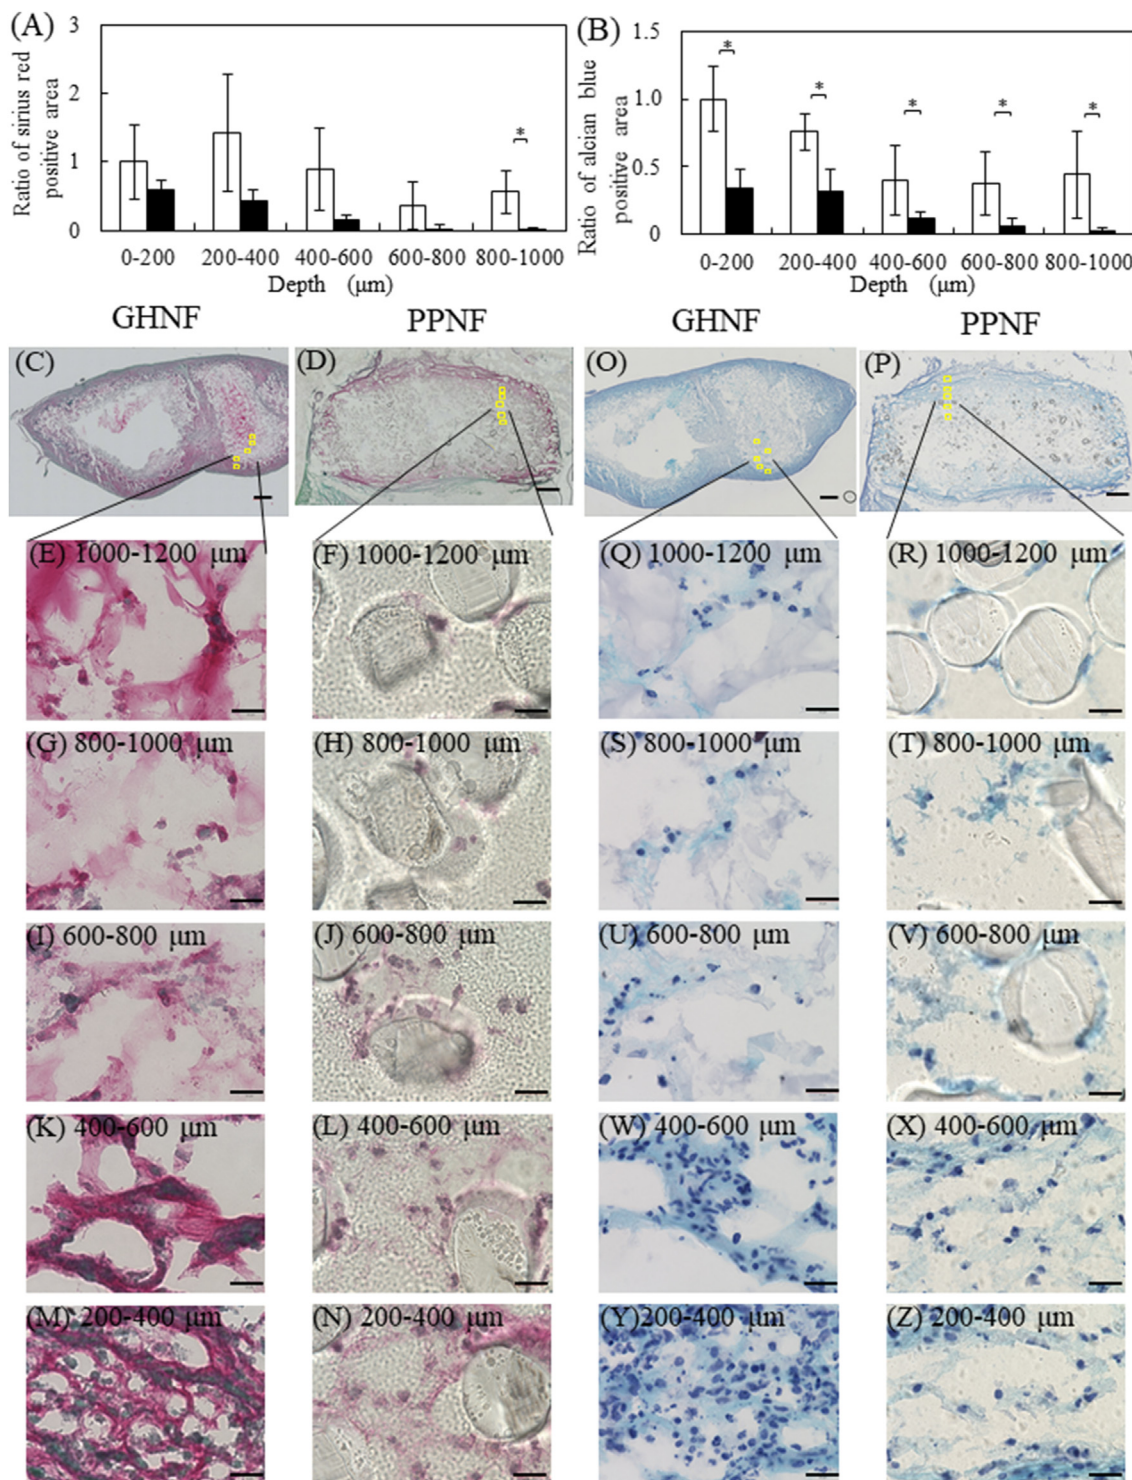 (A)
3
2
1
0
Ratio of sirius red
positive area
*
0-200 200-400 400-600 600-800 800-1000
Depth (μm)
(B)
1.5
1.0
0.5
0
Ratio of alcian blue
positive area
* * * * *
0-200 200-400 400-600 600-800 800-1000
Depth (μm)
GHNF PPNF GHNF PPNF
(C) (D) (O) (P)
(E) 1000-1200 μm (F) 1000-1200 μm (Q) 1000-1200 μm (R) 1000-1200 μm
(G) 800-1000 μm (H) 800-1000 μm (S) 800-1000 μm (T) 800-1000 μm
(I) 600-800 μm (J) 600-800 μm (U) 600-800 μm (V) 600-800 μm
(K) 400-600 μm (L) 400-600 μm (W) 400-600 μm (X) 400-600 μm
(M) 200-400 μm (N) 200-400 μm (Y) 200-400 μm (Z) 200-400 μm